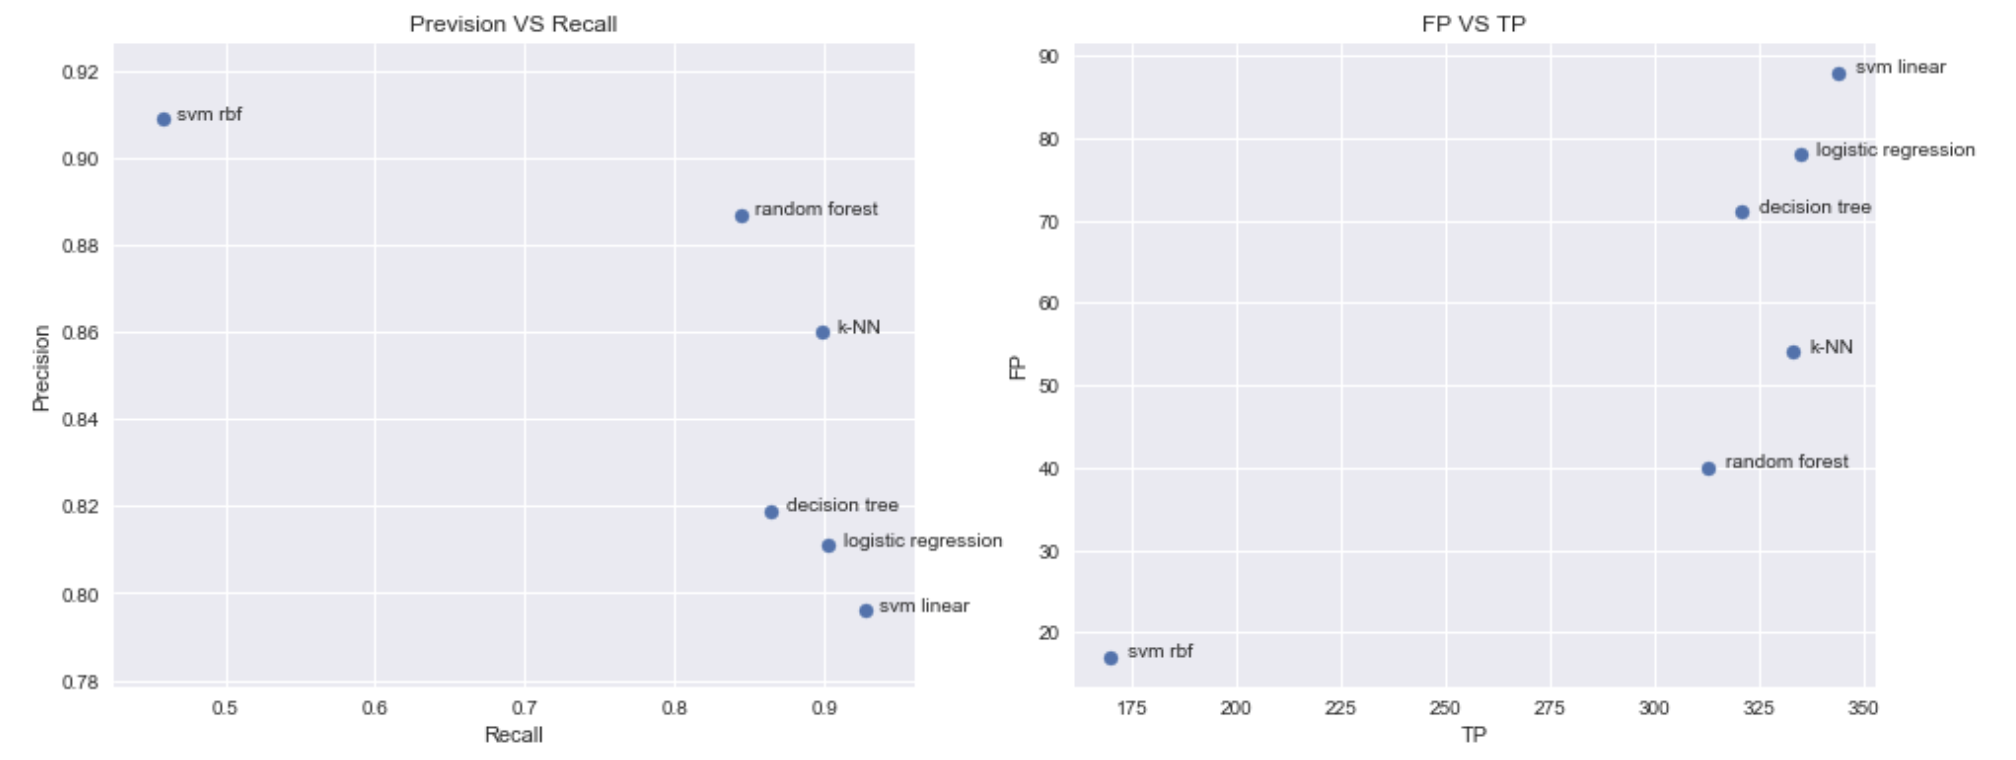 Prevision VS Recall
0.92
0.90
0.88
0.86
0.84
0.82
0.80
0.78
Precision
svm rbf
random forest
k-NN
decision tree
logistic regression
svm linear
0.5 0.6 0.7 0.8 0.9
Recall
FP VS TP
90
80
70
60
50
40
30
20
FP
svm linear
logistic regression
decision tree
k-NN
random forest
svm rbf
175 200 225 250 275 300 325 350
TP